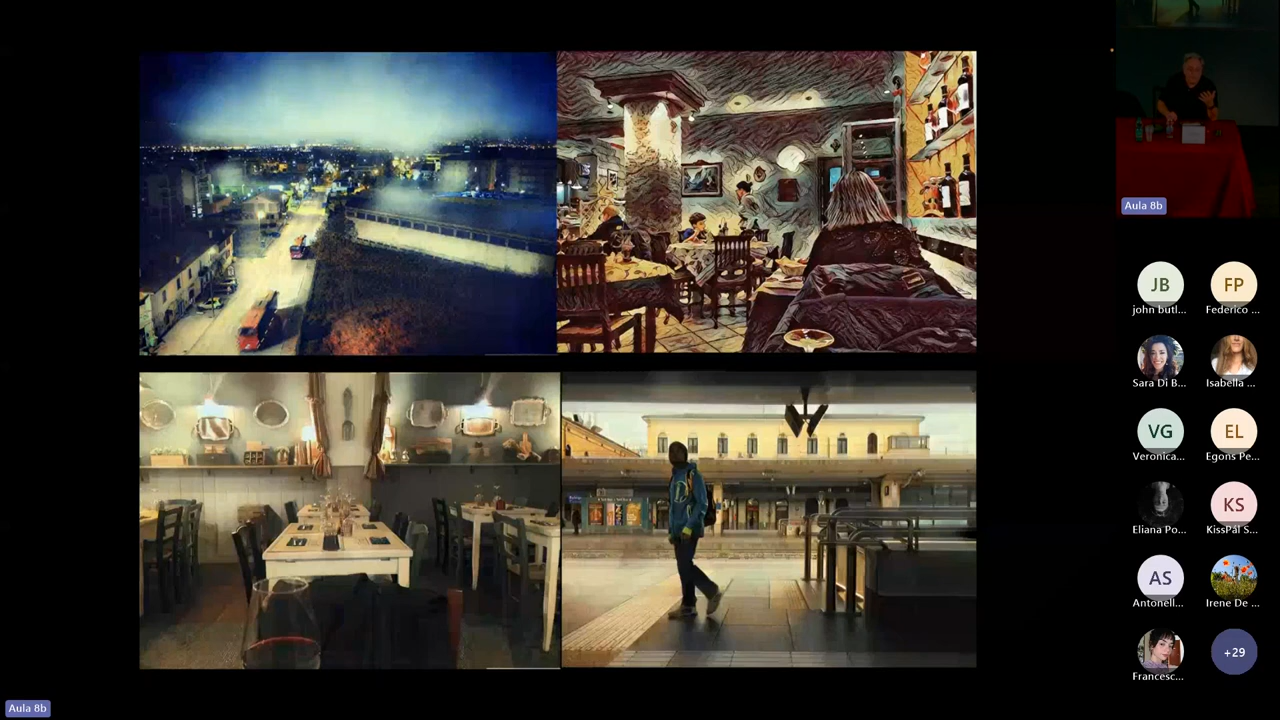 Aula 8b
JB
FP
john butl...
Federico ...
Sara Di B...
Isabella ...
VG
EL
Veronica...
Egons Pe...
KS
Eliana Po...
KissPál S...
AS
Antonell...
Irene De ...
+29
Francesc...
Aula 8b